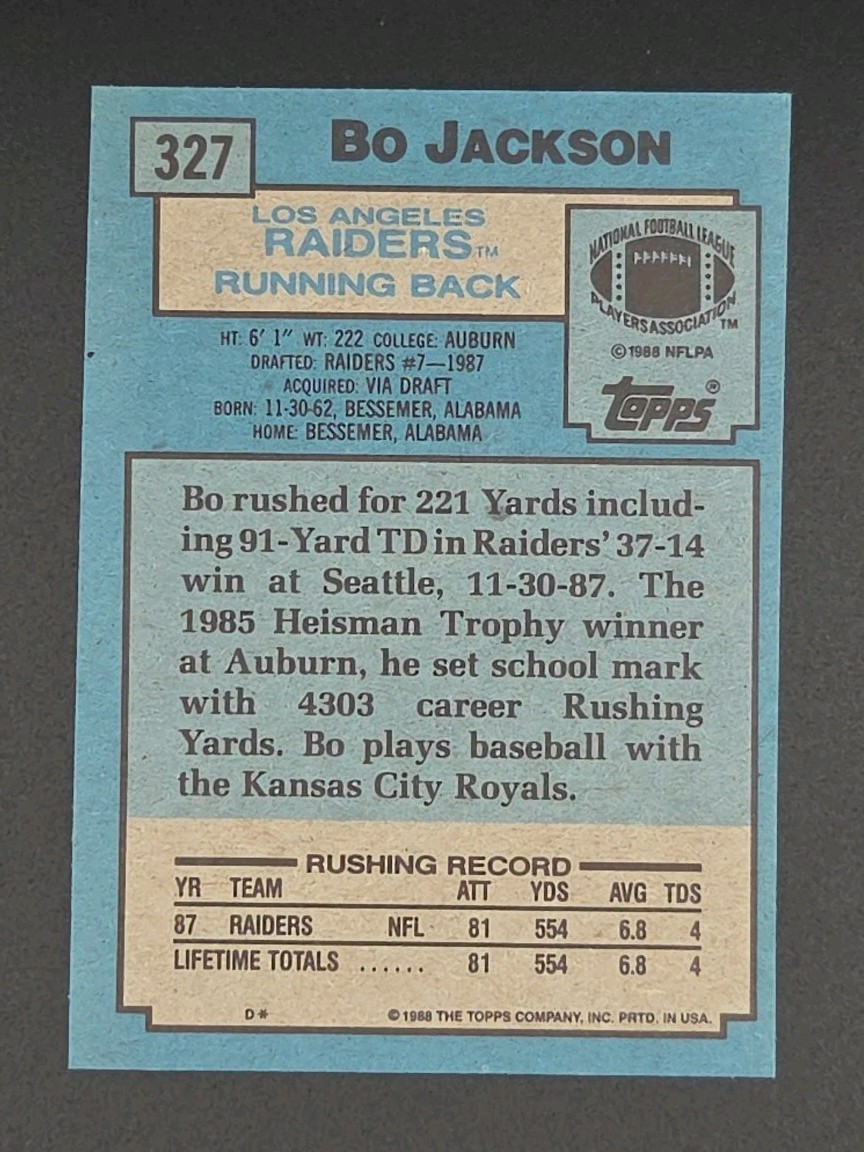 327
BO JACKSON
LOS ANGELES
RAIDERS™
RUNNING BACK
NATIONAL FOOTBALL LEAGUE
PLAYERS ASSOCIATION™
©1988 NFLPA
topps®
HT: 6' 1" WT: 222 COLLEGE: AUBURN
DRAFTED: RAIDERS #7—1987
ACQUIRED: VIA DRAFT
BORN: 11-30-62, BESSEMER, ALABAMA
HOME: BESSEMER, ALABAMA
Bo rushed for 221 Yards includ-
ing 91-Yard TD in Raiders' 37-14
win at Seattle, 11-30-87. The
1985 Heisman Trophy winner
at Auburn, he set school mark
with 4303 career Rushing
Yards. Bo plays baseball with
the Kansas City Royals.
RUSHING RECORD
YR TEAM ATT YDS AVG TDS
87 RAIDERS NFL 81 554 6.8 4
LIFETIME TOTALS ...... 81 554 6.8 4
D* ©1988 THE TOPPS COMPANY, INC. PRTD. IN USA.